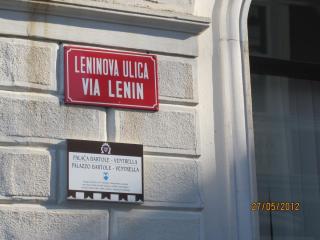 LENINOVA ULICA
VIA LENIN
PALAČA BARTOLE - VENTRELLA
PALAZZO BARTOLE - VENTRELLA
27/05/2012